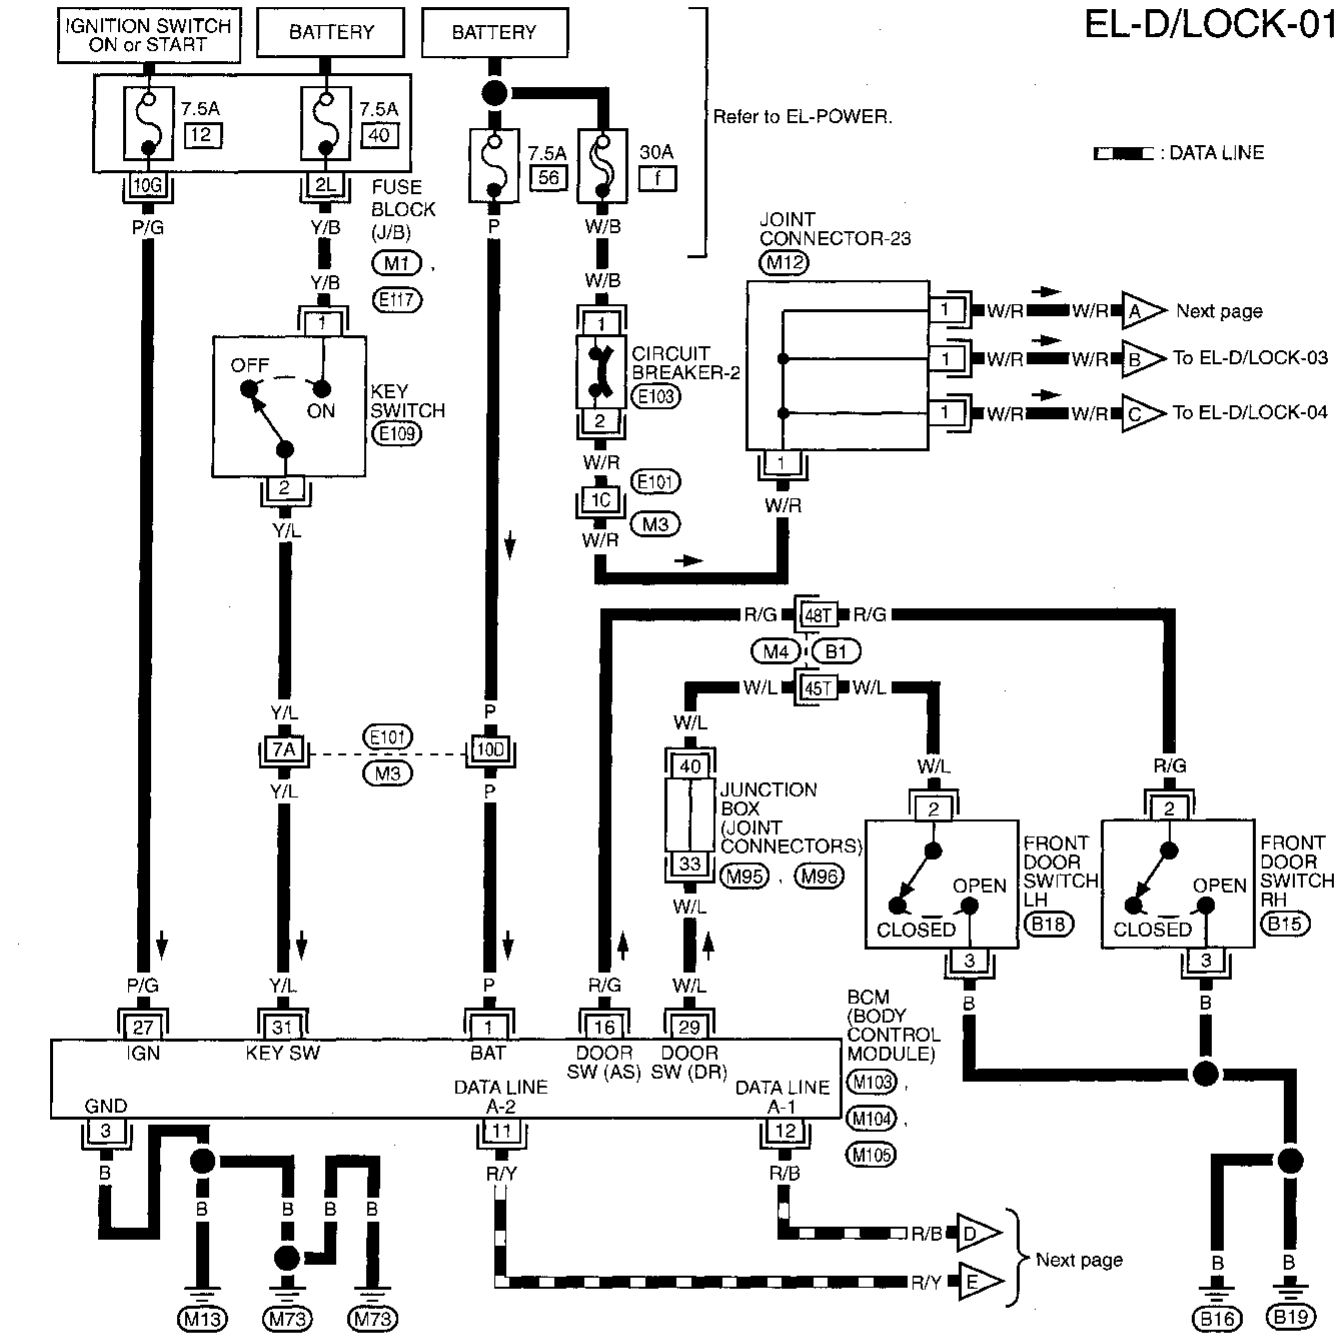 EL-D/LOCK-01
IGNITION SWITCH
ON or START
BATTERY
BATTERY
7.5A
12
7.5A
40
7.5A
56
30A
f
Refer to EL-POWER.
: DATA LINE
10G
2L
FUSE
BLOCK
(J/B)
M1 ,
E117
P/G
Y/B
P
W/B
Y/B
W/B
JOINT
CONNECTOR-23
M12
1
W/R
W/R
A
Next page
1
W/R
W/R
B
To EL-D/LOCK-03
1
W/R
W/R
C
To EL-D/LOCK-04
1
W/R
1
OFF
ON
KEY
SWITCH
E109
2
Y/L
1
CIRCUIT
BREAKER-2
E103
2
W/R
1C
E101
M3
W/R
R/G
48T
R/G
M4
B1
W/L
45T
W/L
Y/L
P
7A
E101
M3
10D
Y/L
P
W/L
40
JUNCTION
BOX
(JOINT
CONNECTORS)
M95 , M96
33
W/L
W/L
2
OPEN
CLOSED
FRONT
DOOR
SWITCH
LH
B18
3
B
R/G
2
OPEN
CLOSED
FRONT
DOOR
SWITCH
RH
B15
3
B
P/G
Y/L
P
R/G
W/L
27
31
1
16
29
IGN
KEY SW
BAT
DOOR
SW (AS)
DOOR
SW (DR)
BCM
(BODY
CONTROL
MODULE)
M103 ,
M104 ,
M105
GND
DATA LINE
A-2
DATA LINE
A-1
3
11
12
B
R/Y
R/B
B
B
B
B
R/B
D
R/Y
E
Next page
B
B
M13
M73
M73
B16
B19